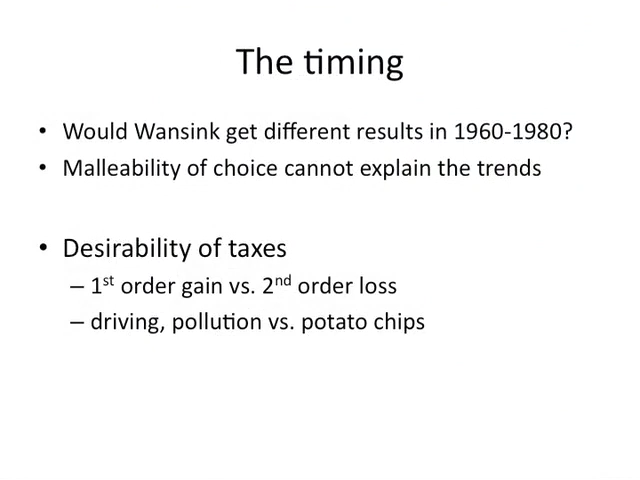 The timing
• Would Wansink get different results in 1960-1980?
• Malleability of choice cannot explain the trends
• Desirability of taxes
– 1st order gain vs. 2nd order loss
– driving, pollution vs. potato chips